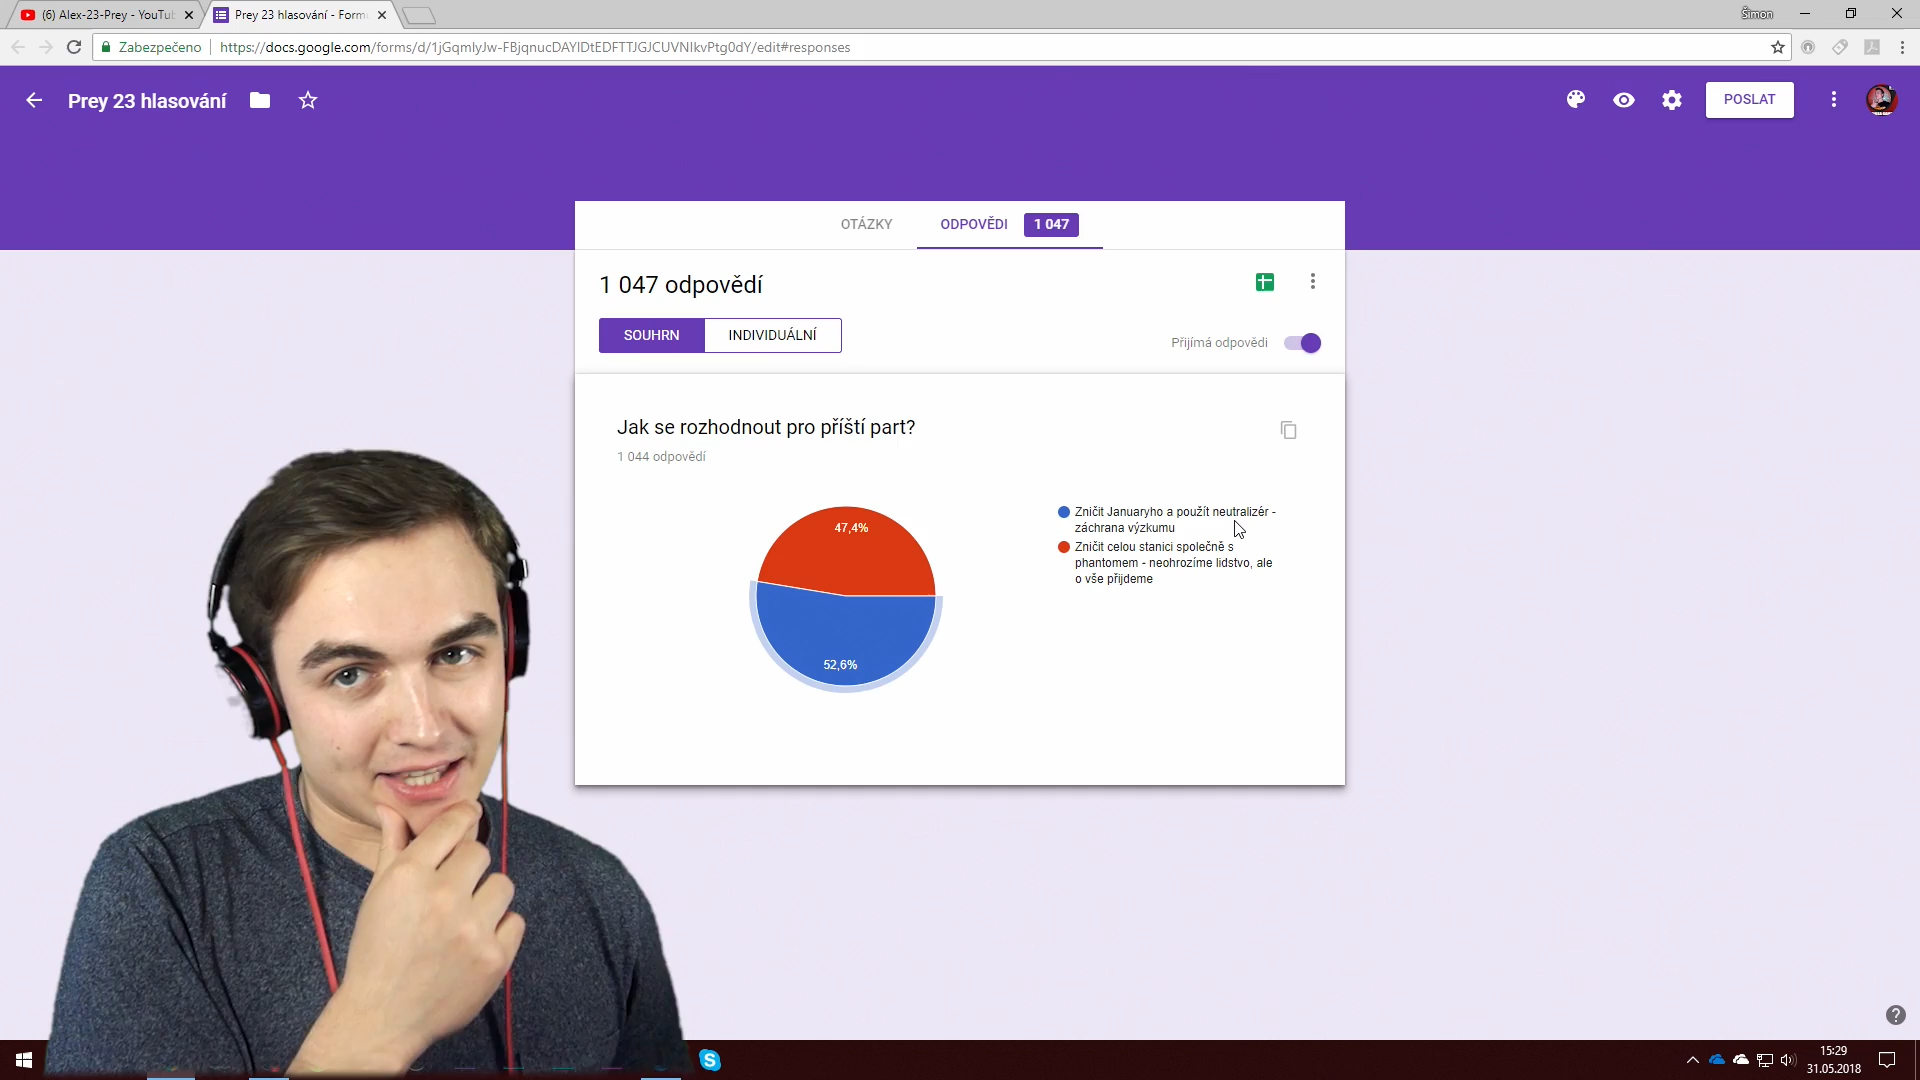 (6) Alex-23-Prey - YouTu
Prey 23 hlasování - Form
Šimon
Zabezpečeno
https://docs.google.com/forms/d/1jGqmlyJw-FBjqnucDAYlDtEDFTTJGJCUVNlkvPtg0dY/edit#responses
Prey 23 hlasování
POSLAT
OTÁZKY
ODPOVĚDI
1 047
1 047 odpovědí
SOUHRN
INDIVIDUÁLNÍ
Přijímá odpovědi
Jak se rozhodnout pro příští part?
1 044 odpovědí
47,4%
52,6%
Zničit Januaryho a použít neutralizér -
záchrana výzkumu
Zničit celou stanici společně s
phantomem - neohrozíme lidstvo, ale
o vše přijdeme
15:29
31.05.2018